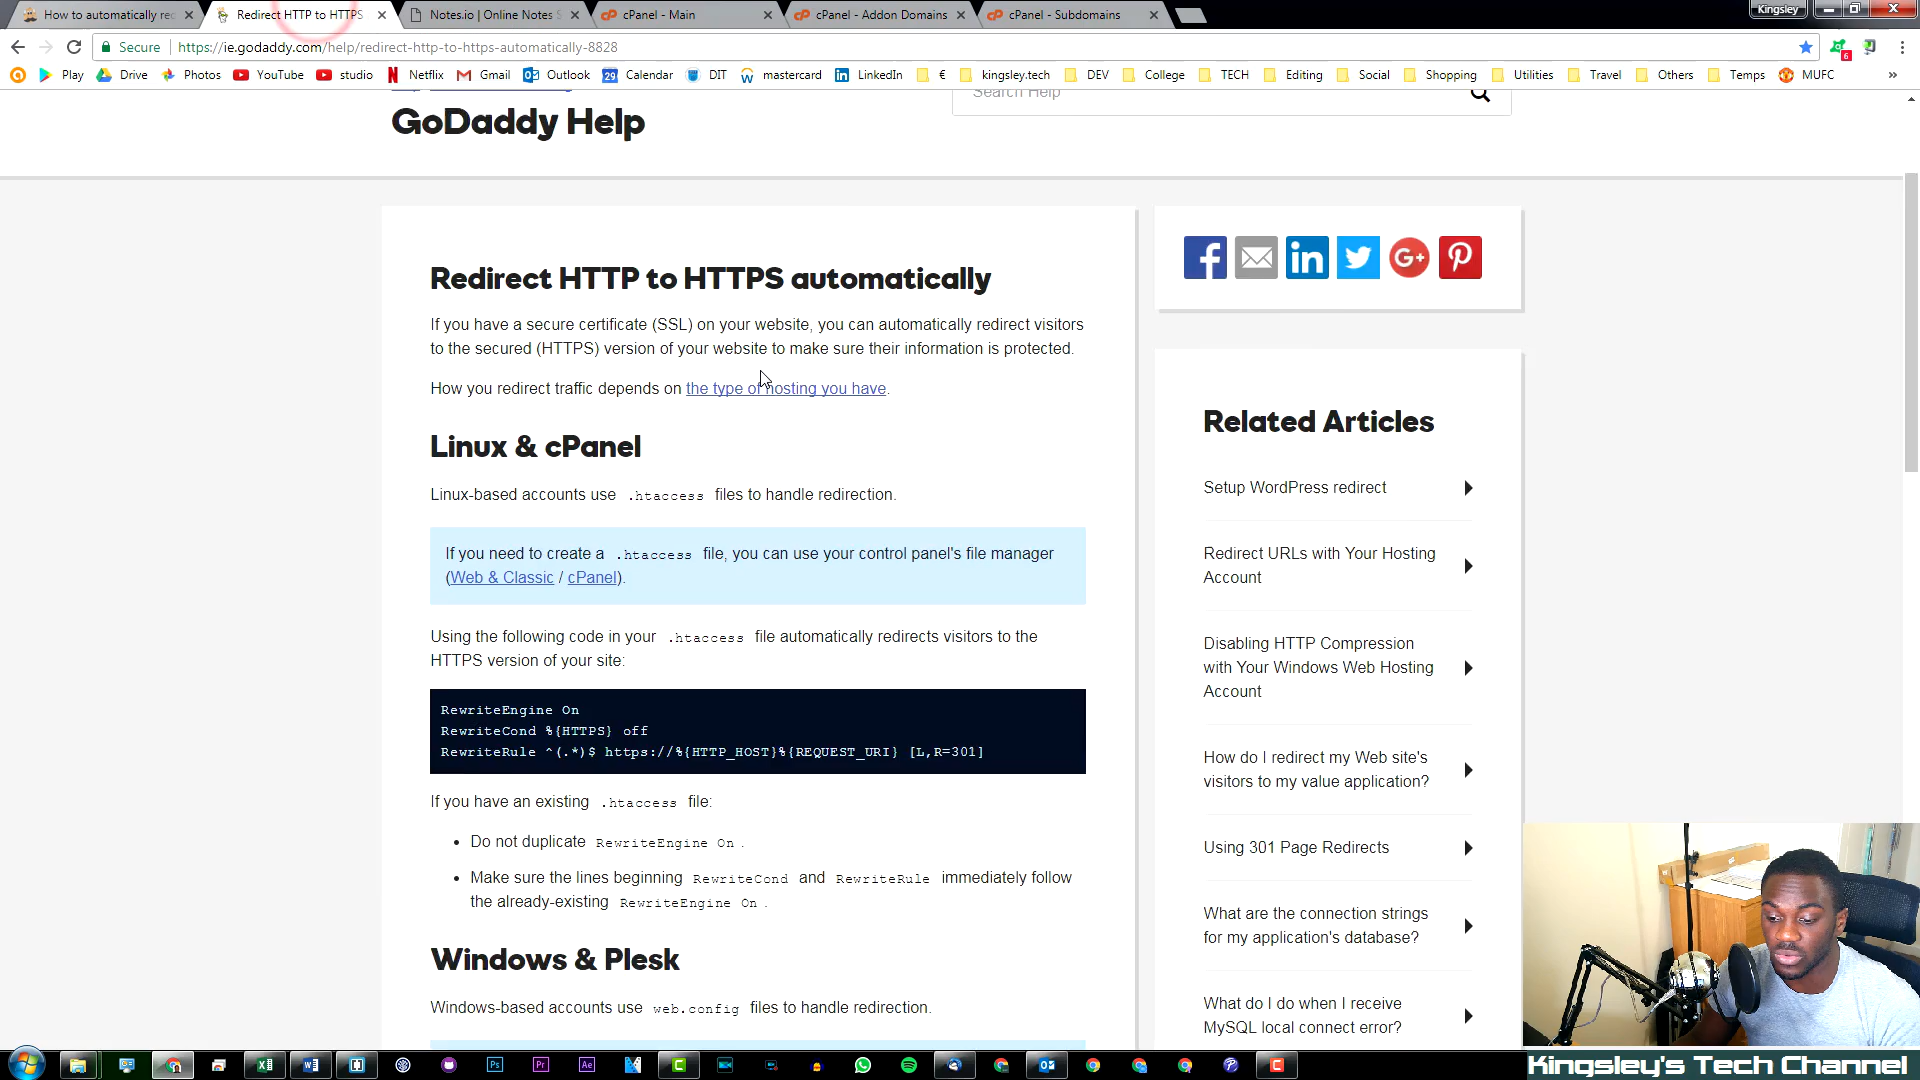 How to automatically rec
Redirect HTTP to HTTPS
Notes.io | Online Notes S
cPanel - Main
cPanel - Addon Domains
cPanel - Subdomains
Kingsley
Secure
https://ie.godaddy.com/help/redirect-http-to-https-automatically-8828
6
Play
Drive
Photos
YouTube
studio
Netflix
Gmail
Outlook
29
Calendar
DIT
mastercard
LinkedIn
€
kingsley.tech
DEV
College
TECH
Editing
Social
Shopping
Utilities
Travel
Others
Temps
MUFC
»
GoDaddy Help
Search Help
Redirect HTTP to HTTPS automatically
If you have a secure certificate (SSL) on your website, you can automatically redirect visitors
to the secured (HTTPS) version of your website to make sure their information is protected.
How you redirect traffic depends on the type of hosting you have.
Linux & cPanel
Linux-based accounts use .htaccess files to handle redirection.
If you need to create a .htaccess file, you can use your control panel's file manager
(Web & Classic / cPanel).
Using the following code in your .htaccess file automatically redirects visitors to the
HTTPS version of your site:
RewriteEngine On
RewriteCond %{HTTPS} off
RewriteRule ^(.*)$ https://%{HTTP_HOST}%{REQUEST_URI} [L,R=301]
If you have an existing .htaccess file:
• Do not duplicate RewriteEngine On .
• Make sure the lines beginning RewriteCond and RewriteRule immediately follow
the already-existing RewriteEngine On .
Windows & Plesk
Windows-based accounts use web.config files to handle redirection.
Related Articles
Setup WordPress redirect
Redirect URLs with Your Hosting
Account
Disabling HTTP Compression
with Your Windows Web Hosting
Account
How do I redirect my Web site's
visitors to my value application?
Using 301 Page Redirects
What are the connection strings
for my application's database?
What do I do when I receive
MySQL local connect error?
Ps
Pr
Ae
Kingsley's Tech Channel